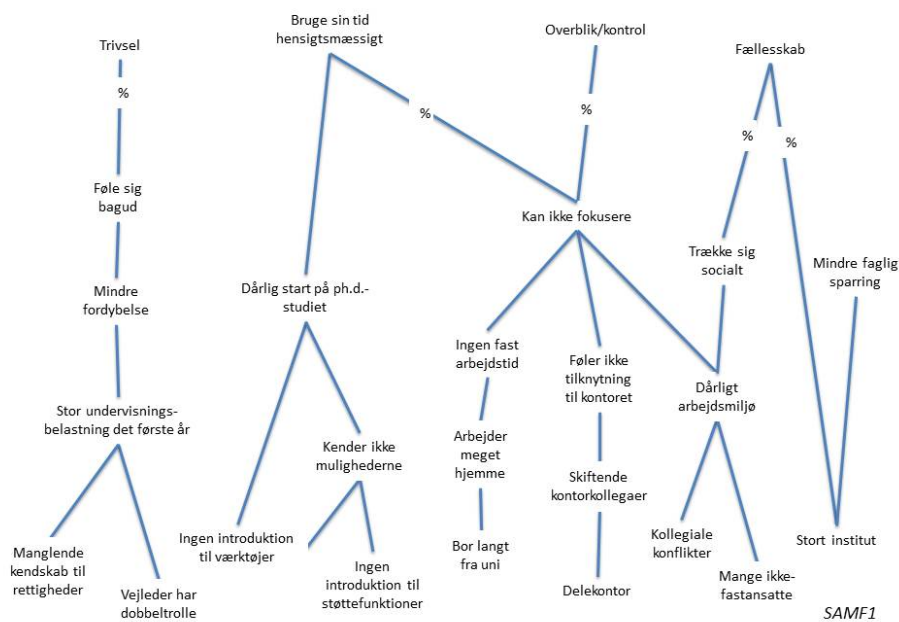 Trivsel
Bruge sin tid
hensigtsmæssigt
Overblik/kontrol
Fællesskab
%
%
%
%
%
Føle sig
bagud
Kan ikke fokusere
Trække sig
socialt
Mindre faglig
sparring
Mindre
fordybelse
Dårlig start på ph.d.-
studiet
Ingen fast
arbejdstid
Føler ikke
tilknytning
til kontoret
Dårligt
arbejdsmiljø
Stor undervisnings-
belastning det første år
Kender ikke
mulighederne
Arbejder
meget
hjemme
Skiftende
kontorkollegaer
Manglende
kendskab til
rettigheder
Vejleder har
dobbeltrolle
Ingen introduktion
til værktøjer
Ingen
introduktion til
støttefunktioner
Bor langt
fra uni
Delekontor
Kollegiale
konflikter
Mange ikke-
fastansatte
Stort institut
SAMF1